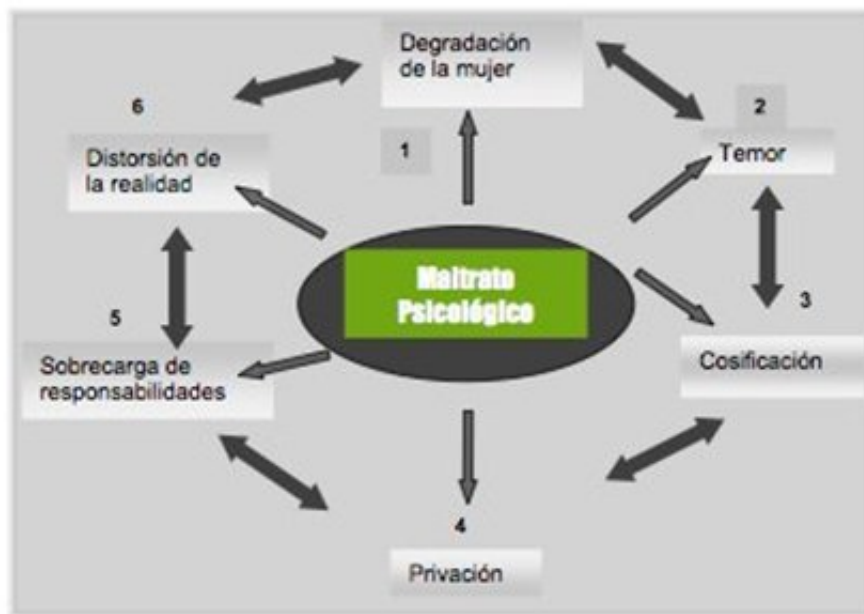 Degradación
de la mujer
6
1
2
Distorsión de
la realidad
Temor
Maltrato
Psicológico
5
3
Sobrecarga de
responsabilidades
Cosificación
4
Privación